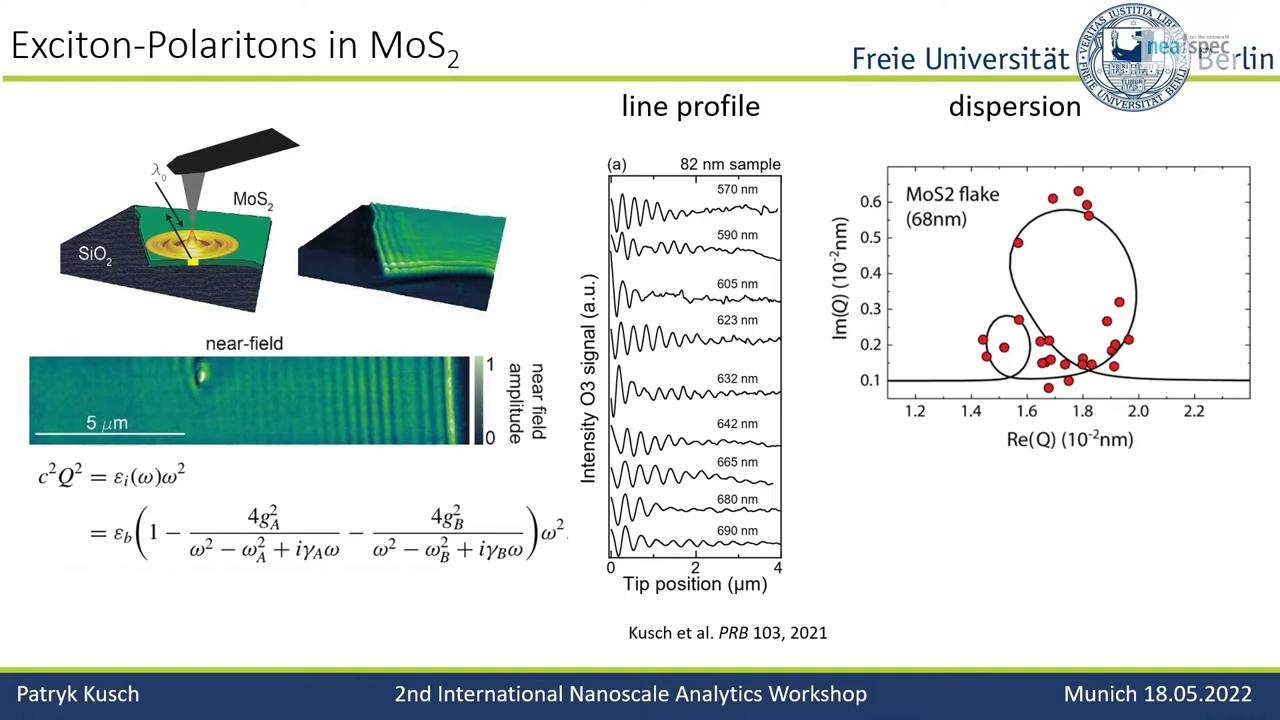 Exciton-Polaritons in MoS2
Freie Universität Berlin
neaspec
line profile
dispersion
λ0
MoS2
SiO2
near-field
5 μm
1
0
near field
amplitude
c²Q² = εi(ω)ω²
= εb(1 − 4g²A / (ω² − ω²A + iγAω) − 4g²B / (ω² − ω²B + iγBω))ω².
(a) 82 nm sample
570 nm
590 nm
605 nm
623 nm
632 nm
642 nm
665 nm
680 nm
690 nm
Intensity O3 signal (a.u.)
0 1 2 3 4
Tip position (μm)
MoS2 flake
(68nm)
0.6
0.5
0.4
0.3
0.2
0.1
Im(Q) (10⁻²nm)
1.2 1.4 1.6 1.8 2.0 2.2
Re(Q) (10⁻²nm)
Kusch et al. PRB 103, 2021
Patryk Kusch
2nd International Nanoscale Analytics Workshop
Munich 18.05.2022